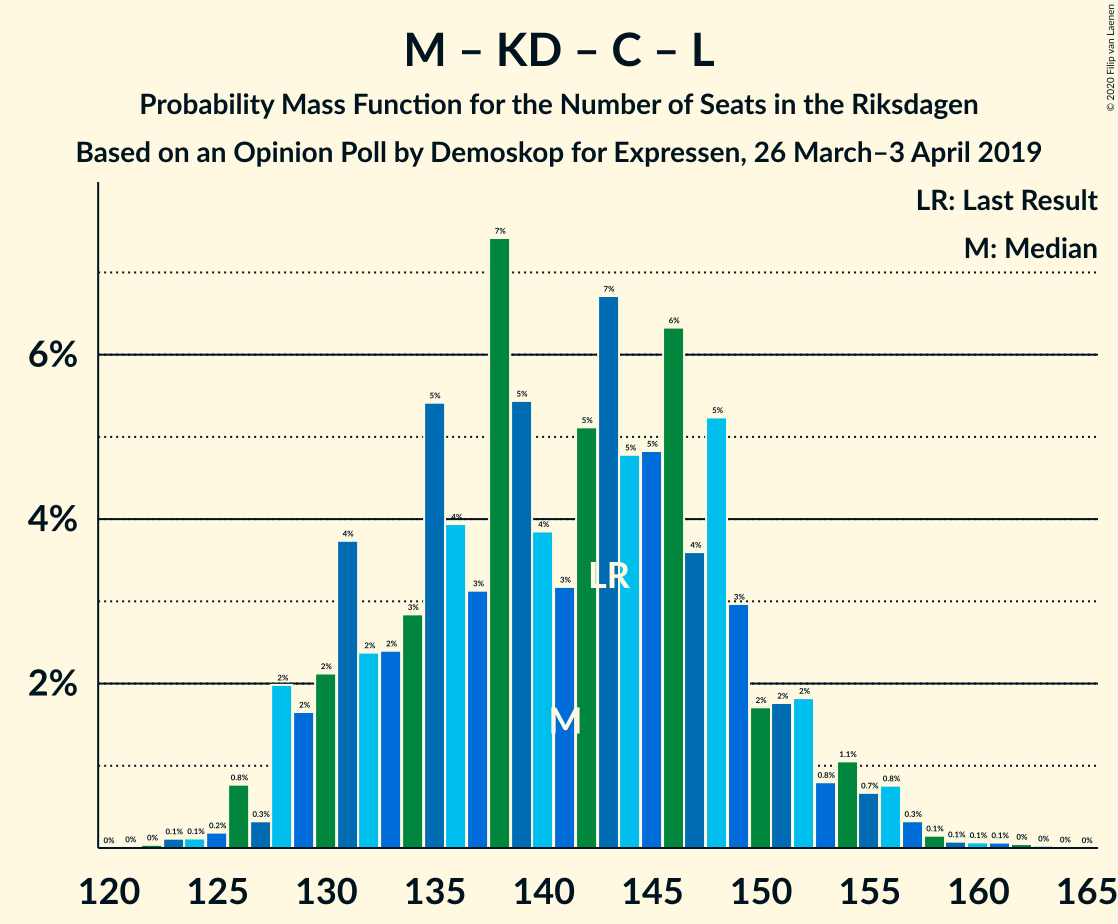 M – KD – C – L
Probability Mass Function for the Number of Seats in the Riksdagen
Based on an Opinion Poll by Demoskop for Expressen, 26 March–3 April 2019
© 2020 Filip van Laenen
LR: Last Result
M: Median
6%
4%
2%
0% 0% 0% 0.1% 0.1% 0.2% 0.8% 0.3% 2% 2% 2% 4% 2% 2% 3% 5% 4% 3% 7% 5% 4% 3% 5% 7% 5% 5% 6% 4% 5% 3% 2% 2% 2% 0.8% 1.1% 0.7% 0.8% 0.3% 0.1% 0.1% 0.1% 0.1% 0% 0% 0% 0%
LR
M
120 125 130 135 140 145 150 155 160 165